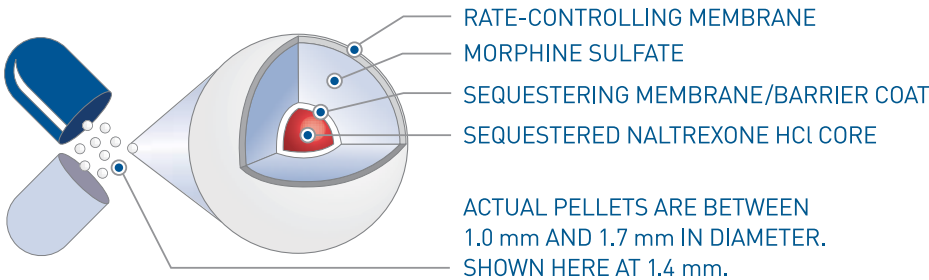 RATE-CONTROLLING MEMBRANE
MORPHINE SULFATE
SEQUESTERING MEMBRANE/BARRIER COAT
SEQUESTERED NALTREXONE HCl CORE
ACTUAL PELLETS ARE BETWEEN
1.0 mm AND 1.7 mm IN DIAMETER.
SHOWN HERE AT 1.4 mm.